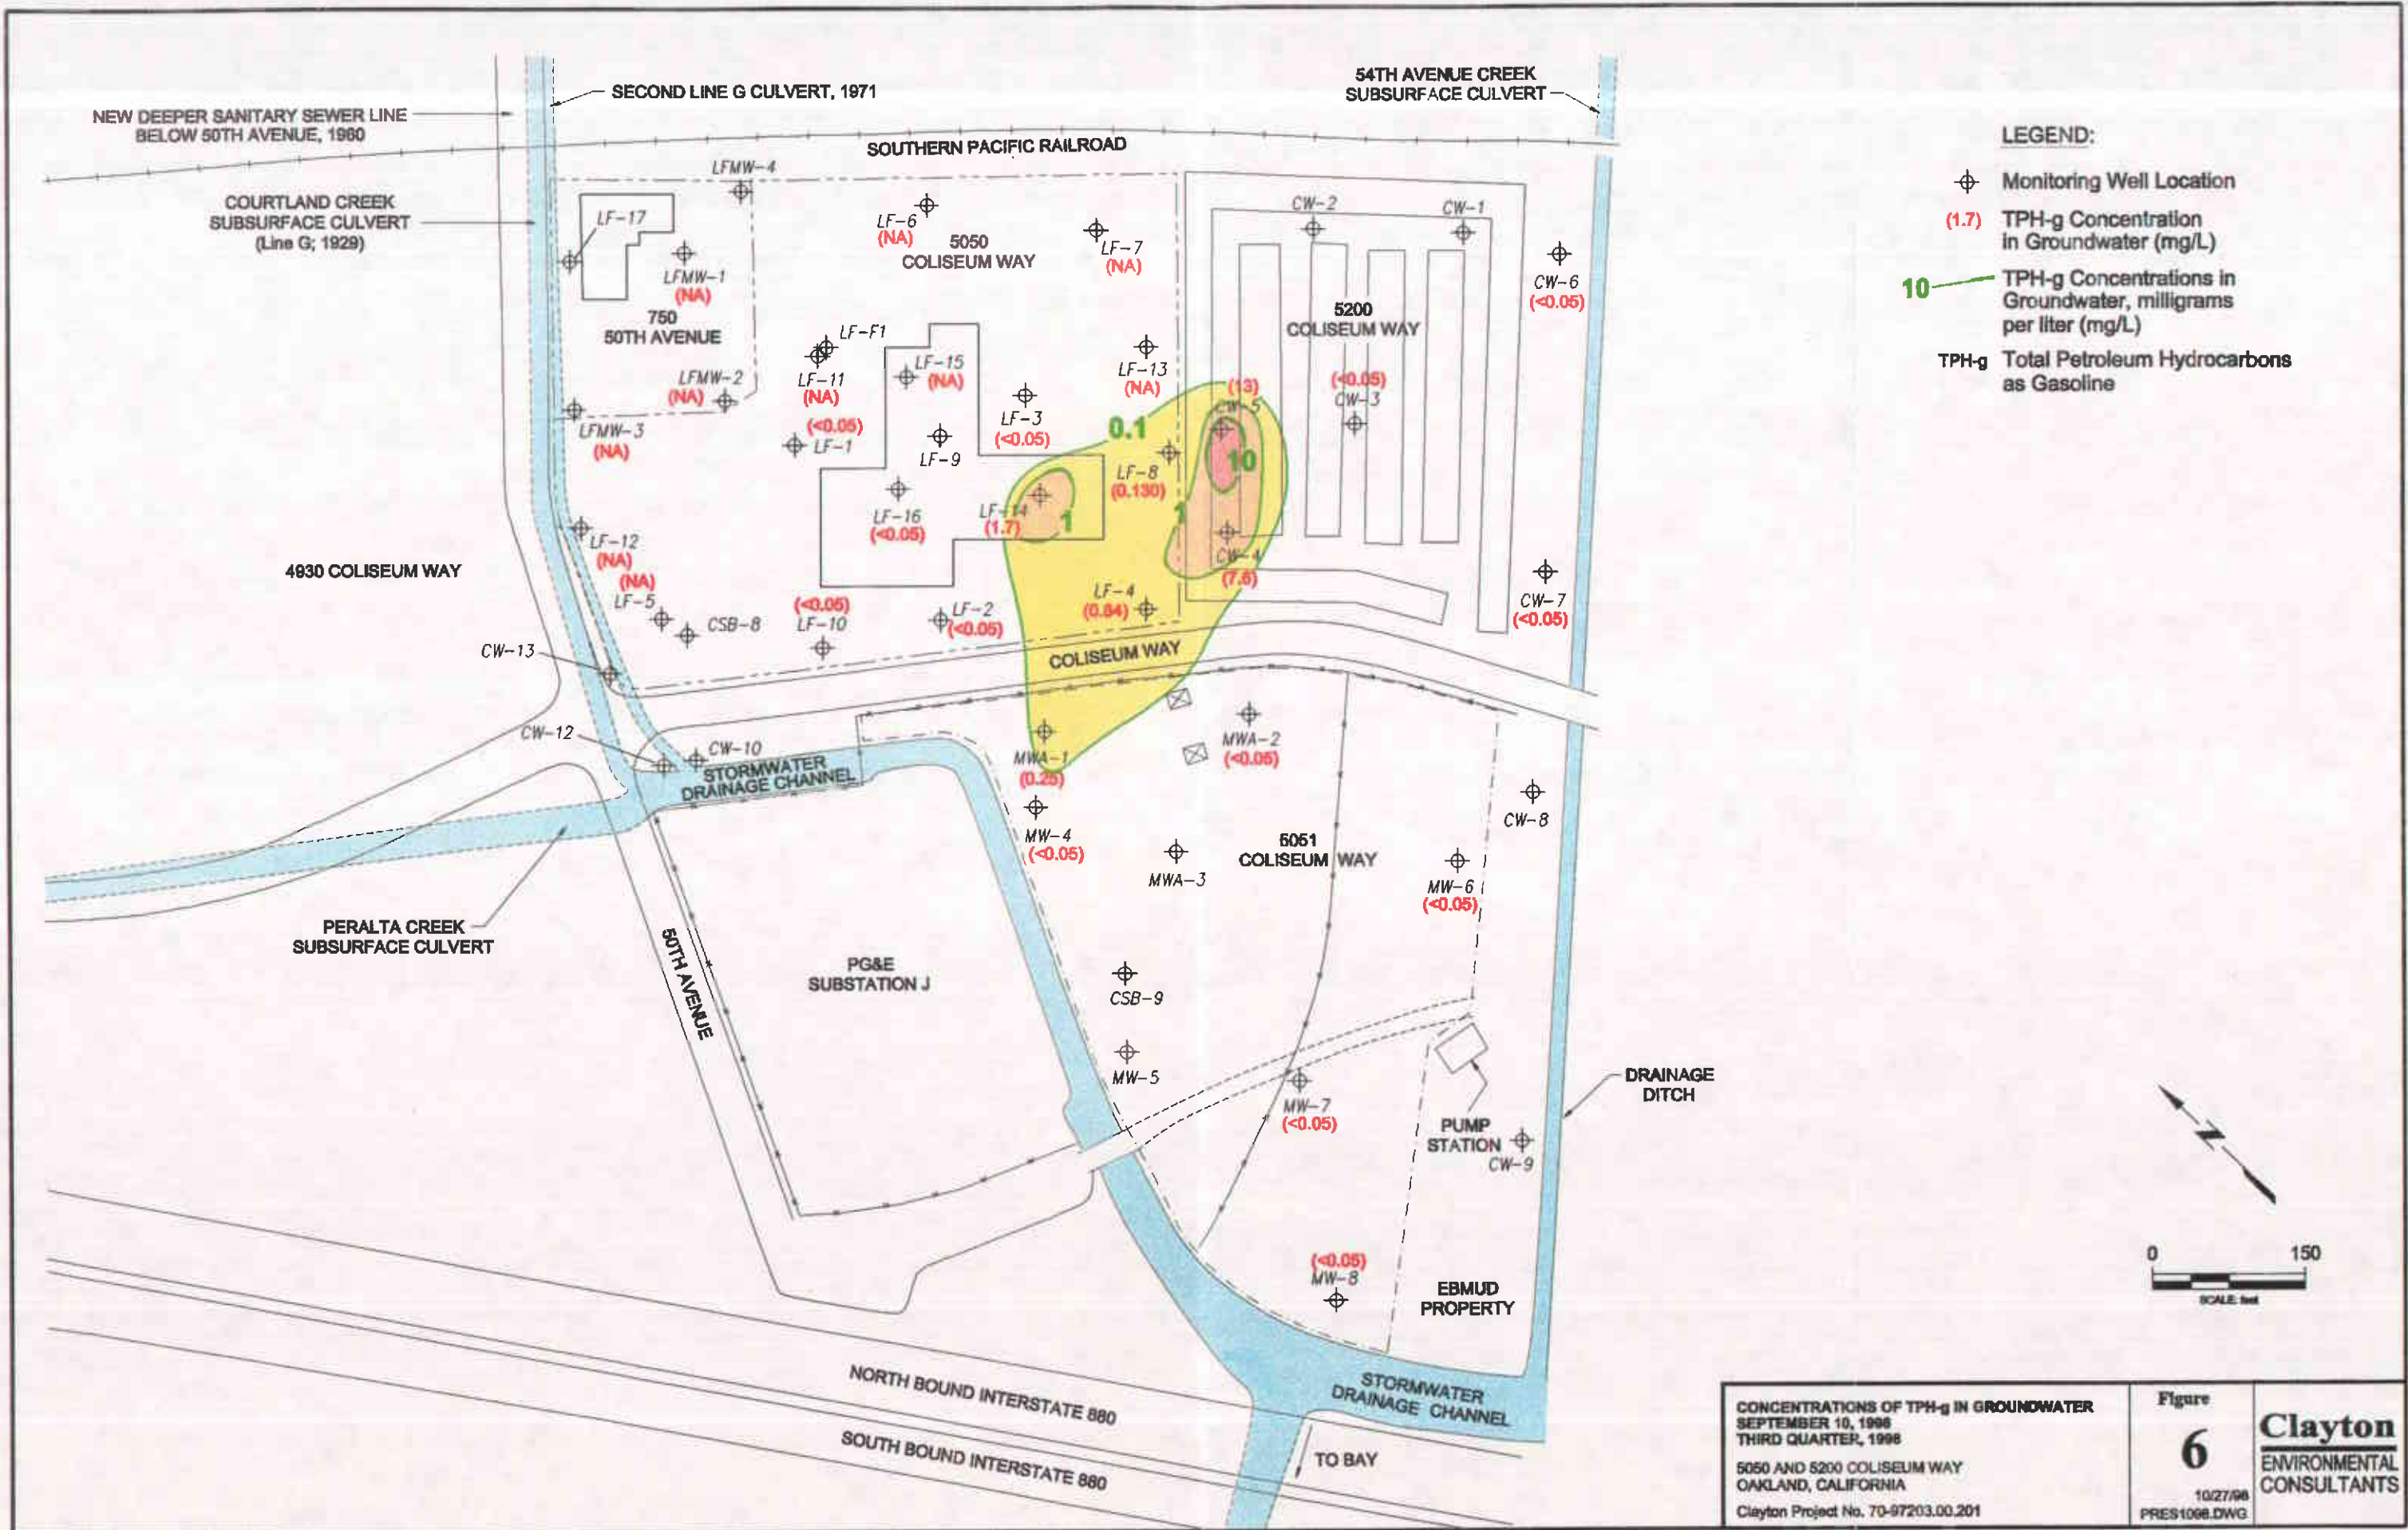 SECOND LINE G CULVERT, 1971
54TH AVENUE CREEK
SUBSURFACE CULVERT
NEW DEEPER SANITARY SEWER LINE
BELOW 50TH AVENUE, 1960
SOUTHERN PACIFIC RAILROAD
COURTLAND CREEK
SUBSURFACE CULVERT
(Line G; 1929)
LFMW-4
LF-17
LFMW-1
(NA)
750
50TH AVENUE
LFMW-2
(NA)
LFMW-3
(NA)
LF-6
(NA)
5050
COLISEUM WAY
LF-7
(NA)
LF-F1
LF-11
(NA)
LF-15
(NA)
LF-13
(NA)
(<0.05)
LF-1
LF-3
(<0.05)
LF-9
LF-16
(<0.05)
LF-14
(1.7)
1
0.1
LF-8
(0.130)
CW-2
CW-1
CW-6
(<0.05)
5200
COLISEUM WAY
(13)
CW-5
(<0.05)
CW-3
10
1
CW-4
(7.6)
CW-7
(<0.05)
LF-12
(NA)
4930 COLISEUM WAY
(NA)
LF-5
CSB-8
(<0.05)
LF-10
LF-2
(<0.05)
LF-4
(0.84)
CW-13
COLISEUM WAY
CW-12
CW-10
STORMWATER
DRAINAGE CHANNEL
MWA-1
(0.25)
MWA-2
(<0.05)
MW-4
(<0.05)
MWA-3
5051
COLISEUM WAY
CW-8
MW-6
(<0.05)
PERALTA CREEK
SUBSURFACE CULVERT
50TH AVENUE
PG&E
SUBSTATION J
CSB-9
MW-5
MW-7
(<0.05)
PUMP
STATION
CW-9
DRAINAGE
DITCH
(<0.05)
MW-8
EBMUD
PROPERTY
STORMWATER
DRAINAGE CHANNEL
NORTH BOUND INTERSTATE 880
SOUTH BOUND INTERSTATE 880
TO BAY
LEGEND:
Monitoring Well Location
(1.7) TPH-g Concentration
in Groundwater (mg/L)
10 TPH-g Concentrations in
Groundwater, milligrams
per liter (mg/L)
TPH-g Total Petroleum Hydrocarbons
as Gasoline
N
0 150
SCALE: feet
CONCENTRATIONS OF TPH-g IN GROUNDWATER
SEPTEMBER 10, 1998
THIRD QUARTER, 1998
5050 AND 5200 COLISEUM WAY
OAKLAND, CALIFORNIA
Clayton Project No. 70-97203.00.201
Figure
6
10/27/98
PRES1098.DWG
Clayton
ENVIRONMENTAL
CONSULTANTS